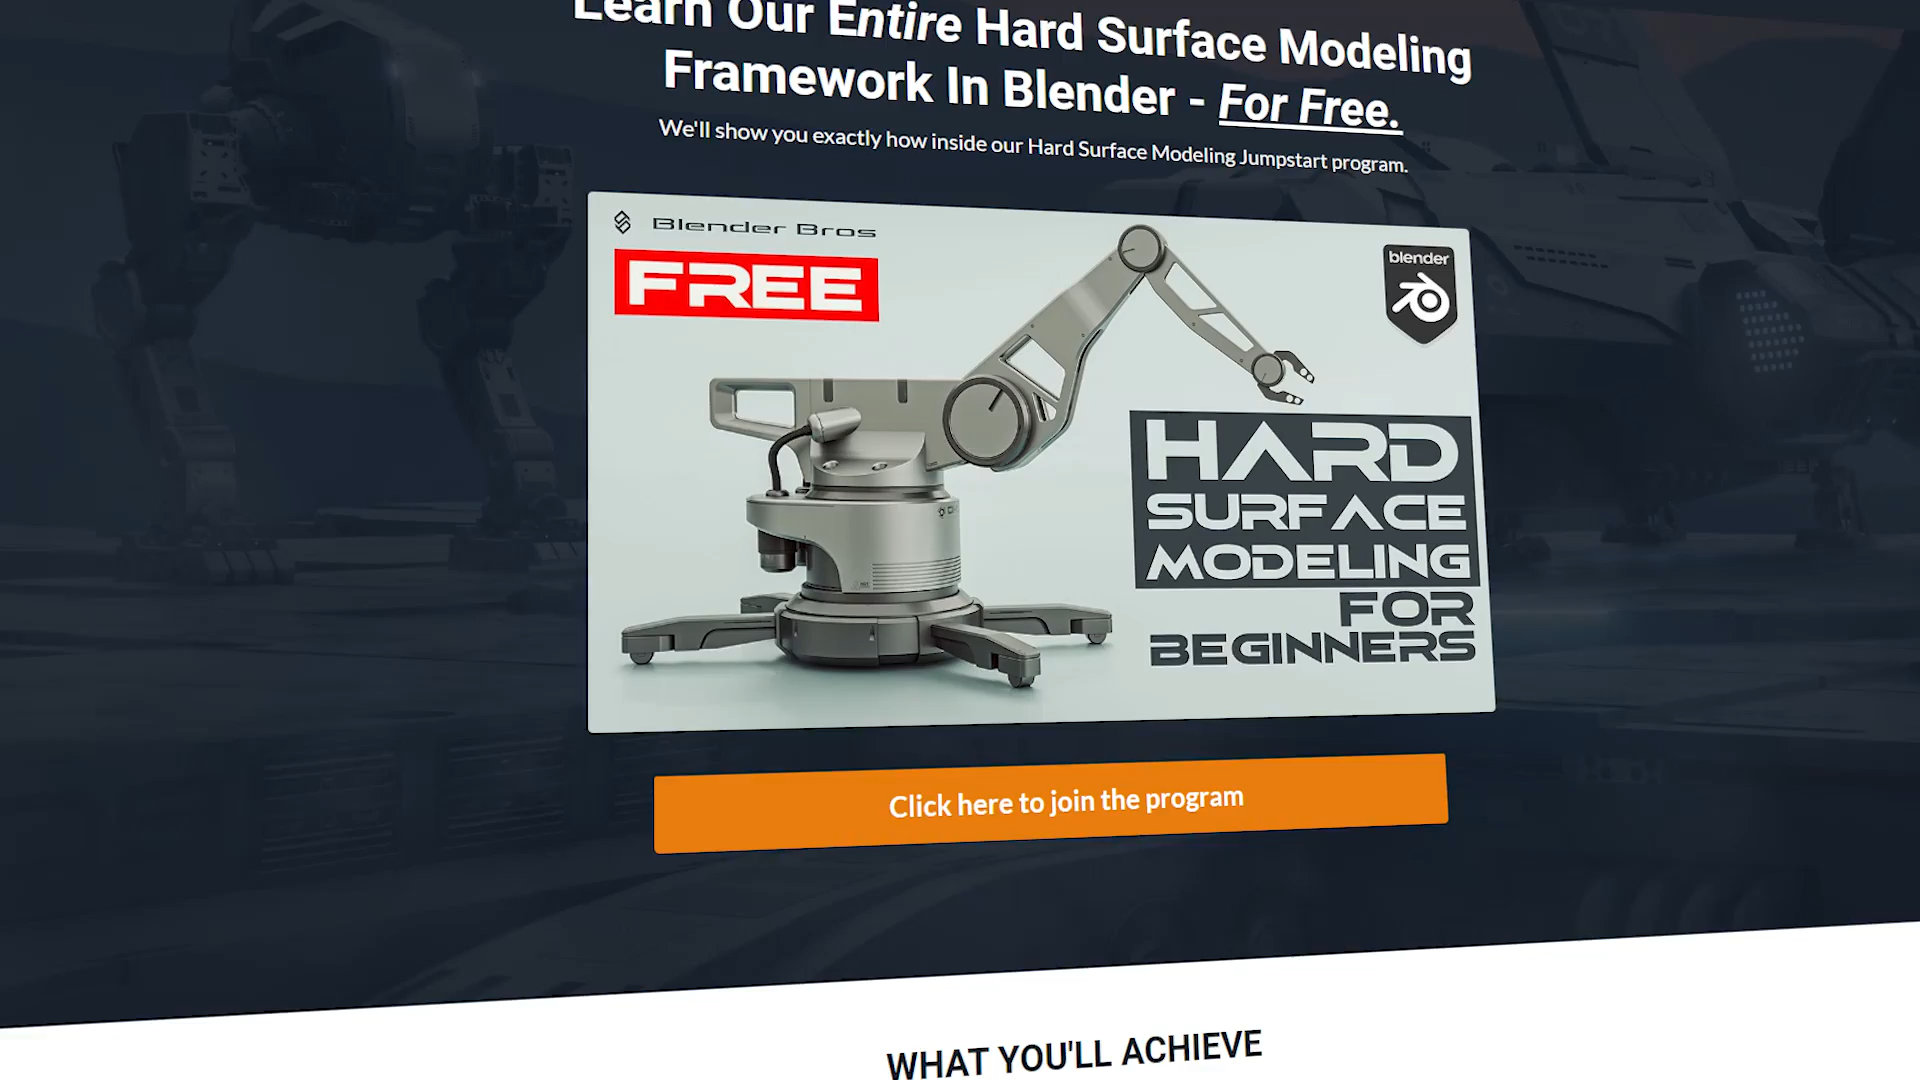 Learn Our Entire Hard Surface Modeling
Framework In Blender - For Free.
We'll show you exactly how inside our Hard Surface Modeling Jumpstart program.
Blender Bros
FREE
blender
HARD
SURFACE
MODELING
FOR
BEGINNERS
Click here to join the program
WHAT YOU'LL ACHIEVE